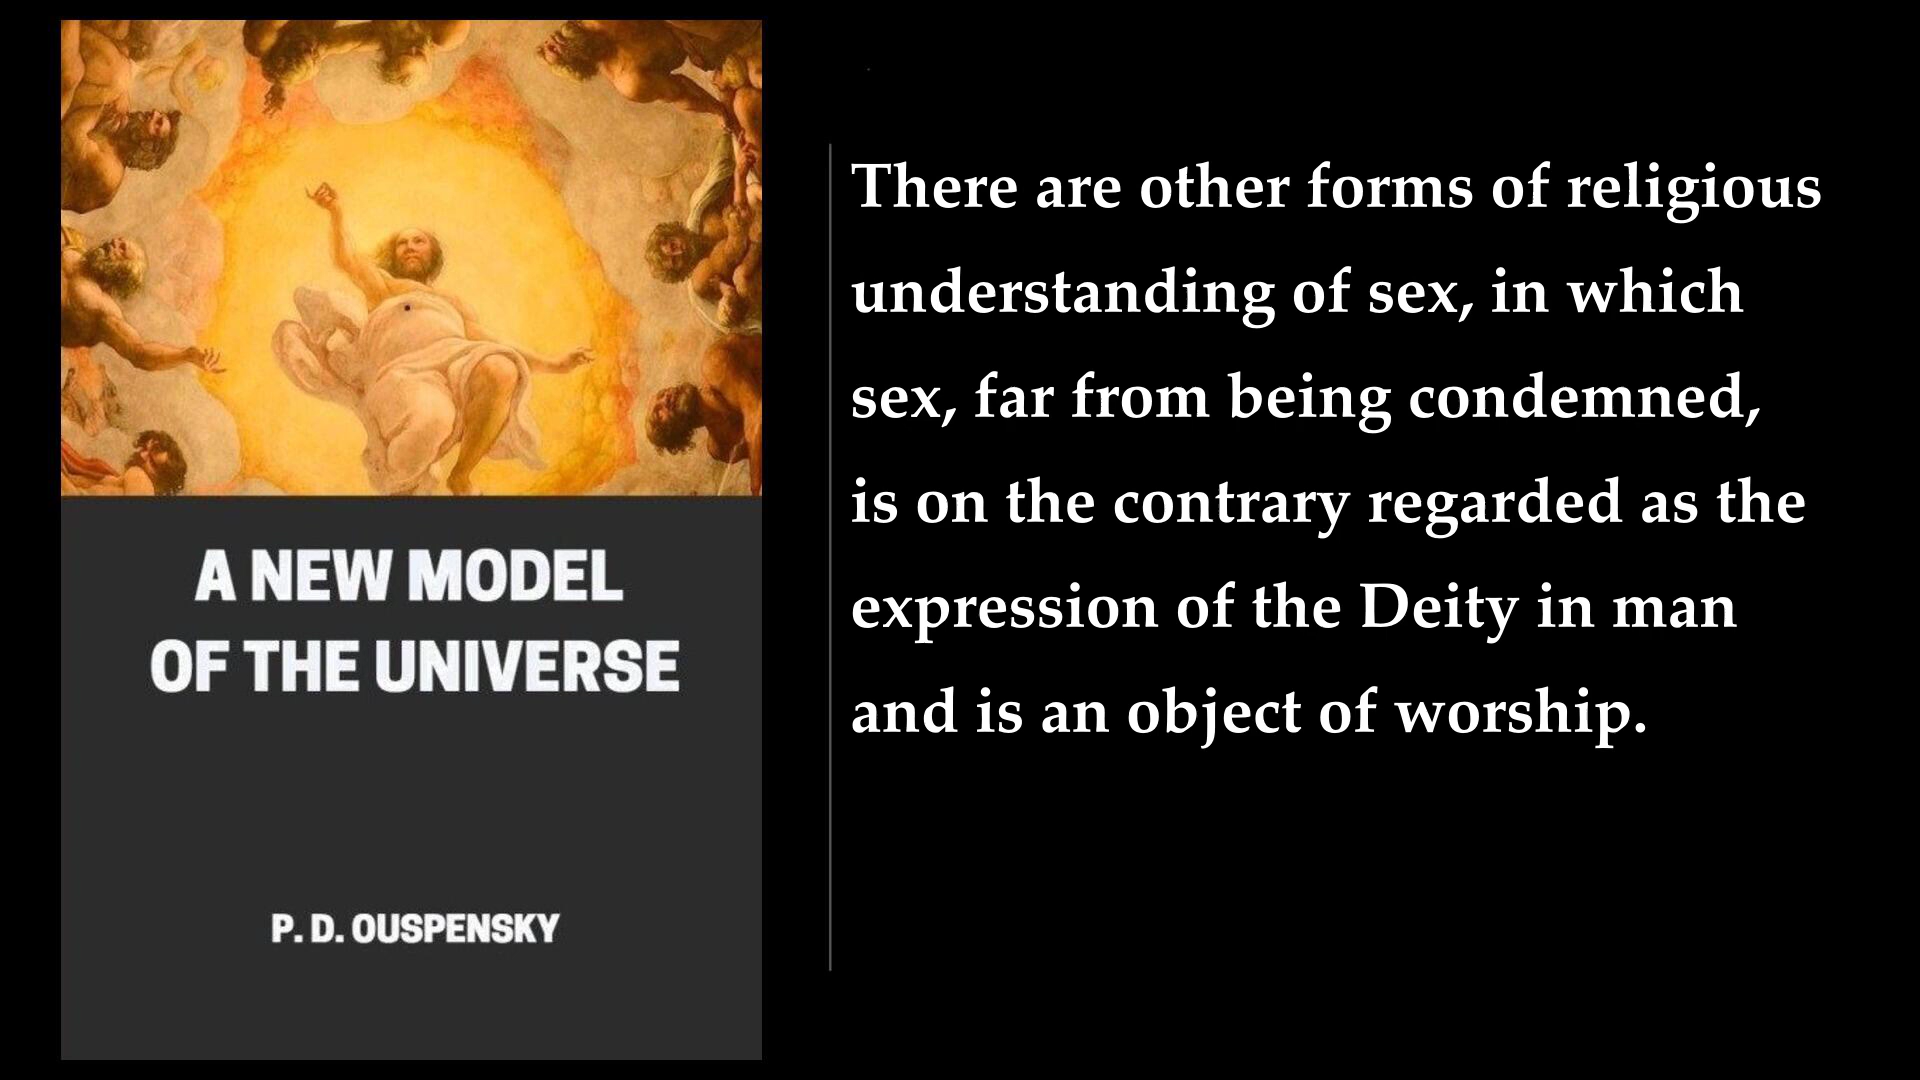 A NEW MODEL
OF THE UNIVERSE
P. D. OUSPENSKY
There are other forms of religious
understanding of sex, in which
sex, far from being condemned,
is on the contrary regarded as the
expression of the Deity in man
and is an object of worship.